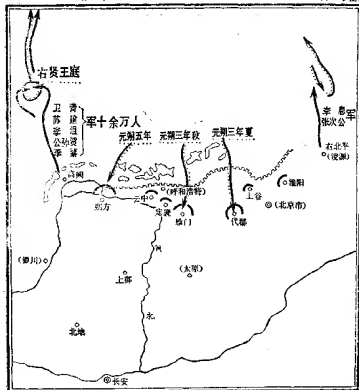 右贤王庭
卫青
苏建
李沮
公孙贺
李蔡
军十余万人
李息
张次公
军
元朔五年
元朔三年秋
元朔三年夏
右北平
(凌源)
高阙
朔方
云中
(呼和浩特)
定襄
雁门
代郡
上谷
渔阳
(北京市)
(银川)
上郡
河
水
(太原)
北地
长安